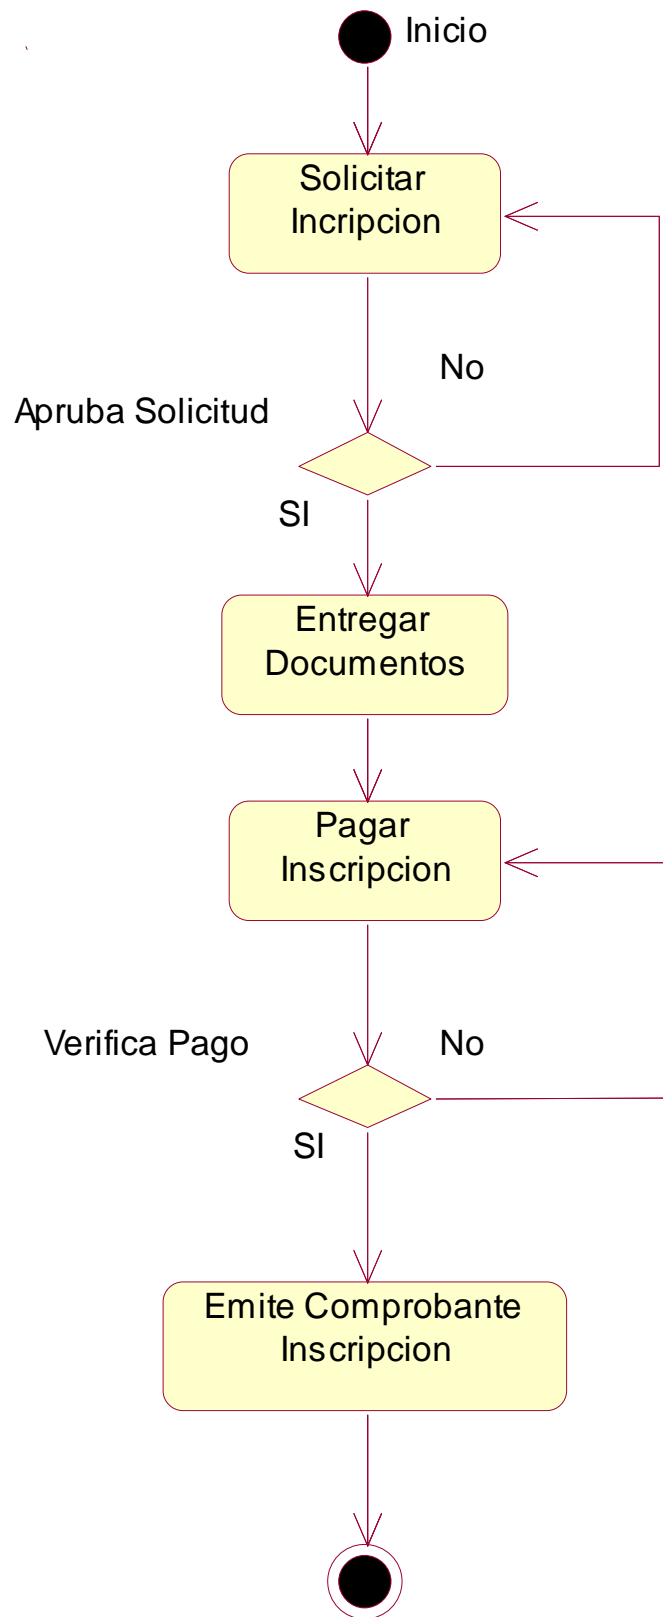 Inicio
Solicitar
Incripcion
No
Apruba Solicitud
SI
Entregar
Documentos
Pagar
Inscripcion
Verifica Pago
No
SI
Emite Comprobante
Inscripcion